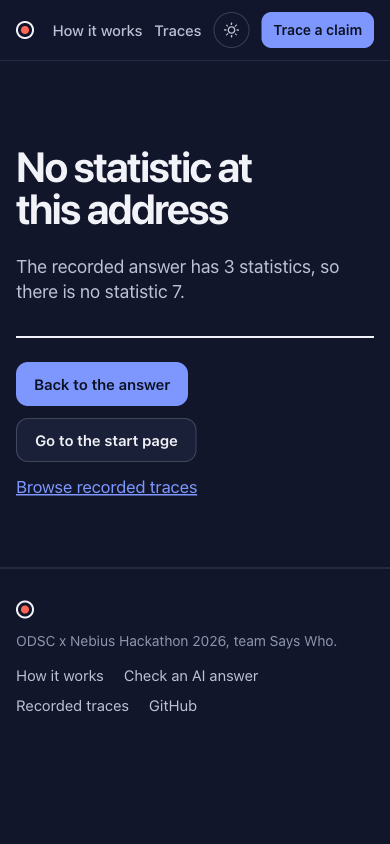 How it works Traces Trace a claim
No statistic at
this address
The recorded answer has 3 statistics, so
there is no statistic 7.
Back to the answer
Go to the start page
Browse recorded traces
ODSC x Nebius Hackathon 2026, team Says Who.
How it works Check an AI answer
Recorded traces GitHub